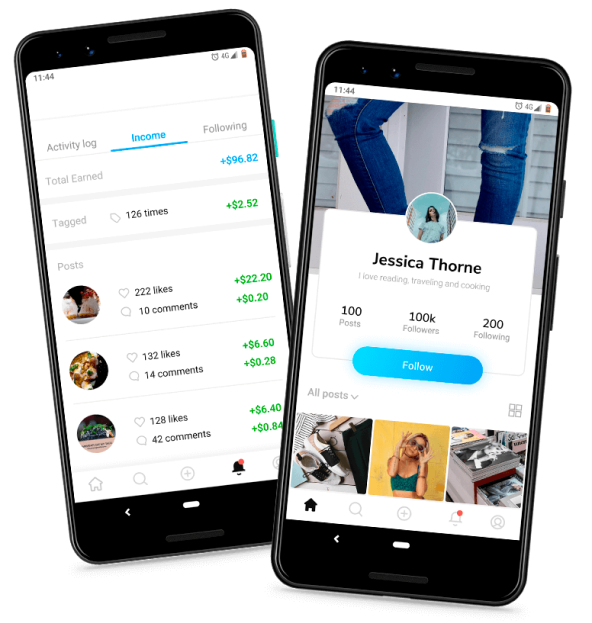 11:44
4G
Activity log
Income
Following
Total Earned
+$96.82
Tagged
126 times
+$2.52
Posts
222 likes
+$22.20
10 comments
+$0.20
132 likes
+$6.60
14 comments
+$0.28
128 likes
+$6.40
42 comments
+$0.84
11:44
4G
Jessica Thorne
I love reading, traveling and cooking
100
Posts
100k
Followers
200
Following
Follow
All posts